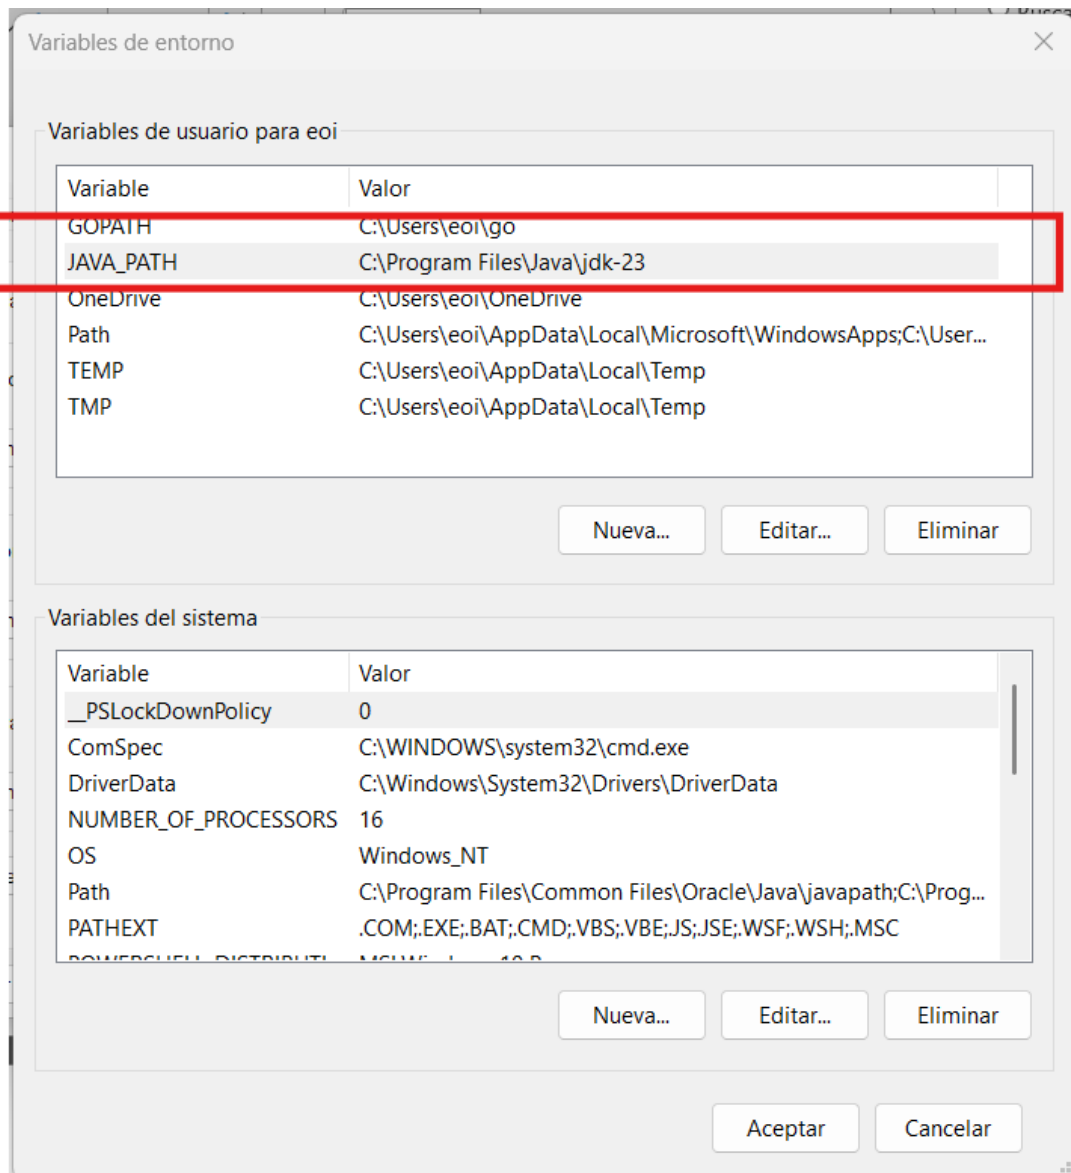 Variables de entorno
Variables de usuario para eoi
Variable Valor
GOPATH C:\Users\eoi\go
JAVA_PATH C:\Program Files\Java\jdk-23
OneDrive C:\Users\eoi\OneDrive
Path C:\Users\eoi\AppData\Local\Microsoft\WindowsApps;C:\User...
TEMP C:\Users\eoi\AppData\Local\Temp
TMP C:\Users\eoi\AppData\Local\Temp
Nueva... Editar... Eliminar
Variables del sistema
Variable Valor
__PSLockDownPolicy 0
ComSpec C:\WINDOWS\system32\cmd.exe
DriverData C:\Windows\System32\Drivers\DriverData
NUMBER_OF_PROCESSORS 16
OS Windows_NT
Path C:\Program Files\Common Files\Oracle\Java\javapath;C:\Prog...
PATHEXT .COM;.EXE;.BAT;.CMD;.VBS;.VBE;.JS;.JSE;.WSF;.WSH;.MSC
Nueva... Editar... Eliminar
Aceptar Cancelar